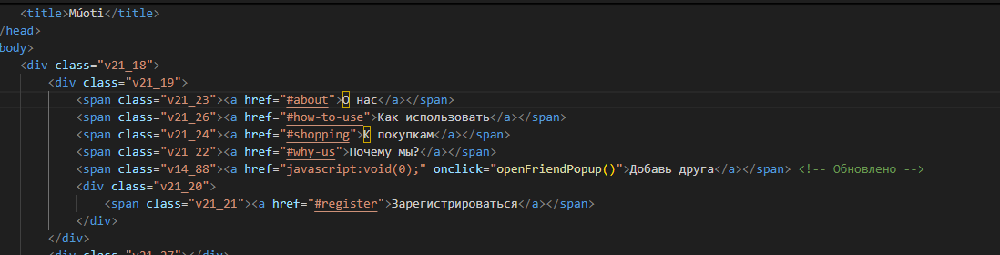 <title>Múoti</title>
/head>
body>
<div class="v21_18">
<div class="v21_19">
<span class="v21_23"><a href="#about">О нас</a></span>
<span class="v21_26"><a href="#how-to-use">Как использовать</a></span>
<span class="v21_24"><a href="#shopping">К покупкам</a></span>
<span class="v21_22"><a href="#why-us">Почему мы?</a></span>
<span class="v14_88"><a href="javascript:void(0);" onclick="openFriendPopup()">Добавь друга</a></span> <!-- Обновлено -->
<div class="v21_20">
<span class="v21_21"><a href="#register">Зарегистрироваться</a></span>
</div>
</div>
<div class="v21_27"></div>